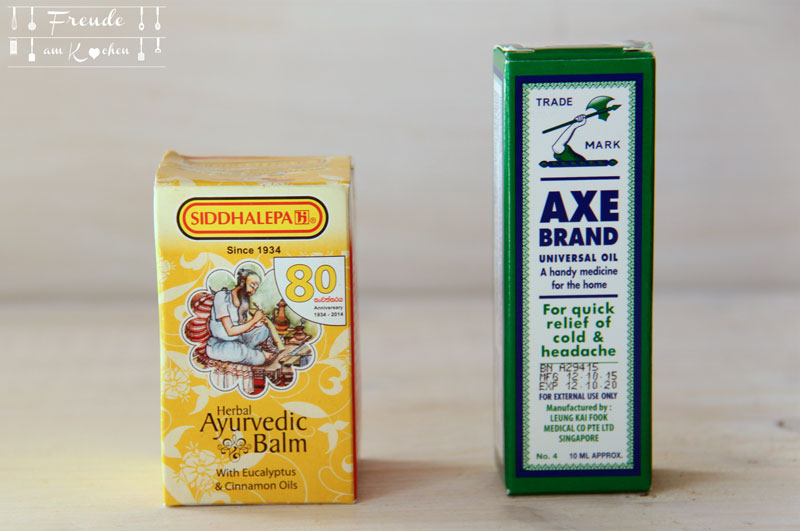 Freude
am Kochen
SIDDHALEPA ®
Since 1934
80
සංවත්සරය
Anniversary
1934 - 2014
Herbal
Ayurvedic
Balm
With Eucalyptus
& Cinnamon Oils
TRADE
MARK
AXE
BRAND
UNIVERSAL OIL
A handy medicine
for the home
For quick
relief of
cold &
headache
BN A29415
MFG 12.10.15
EXP 12.10.20
FOR EXTERNAL USE ONLY
Manufactured by :
LEUNG KAI FOOK
MEDICAL CO PTE LTD
SINGAPORE
No. 4 10 ML APPROX.